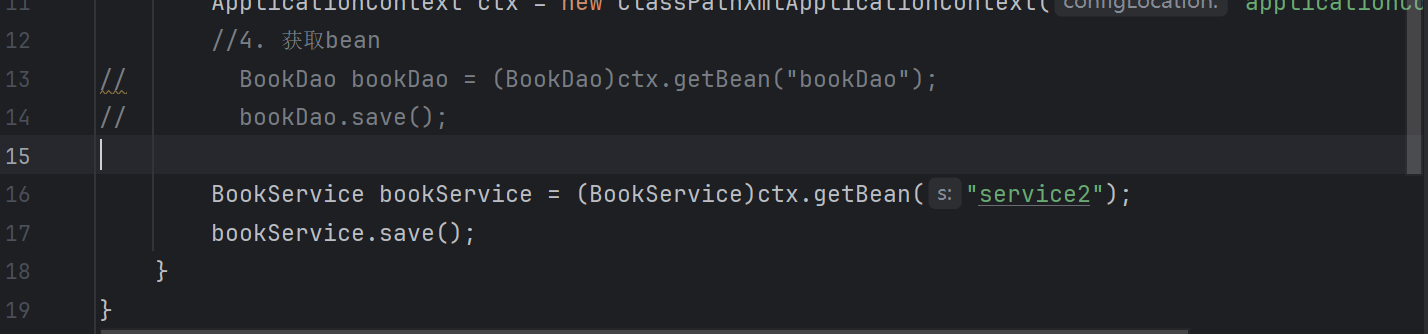 11 ApplicationContext ctx = new ClassPathXmlApplicationContext( configLocation: "applicationCo
12 //4. 获取bean
13 // BookDao bookDao = (BookDao)ctx.getBean("bookDao");
14 // bookDao.save();
15
16 BookService bookService = (BookService)ctx.getBean( s: "service2");
17 bookService.save();
18 }
19 }